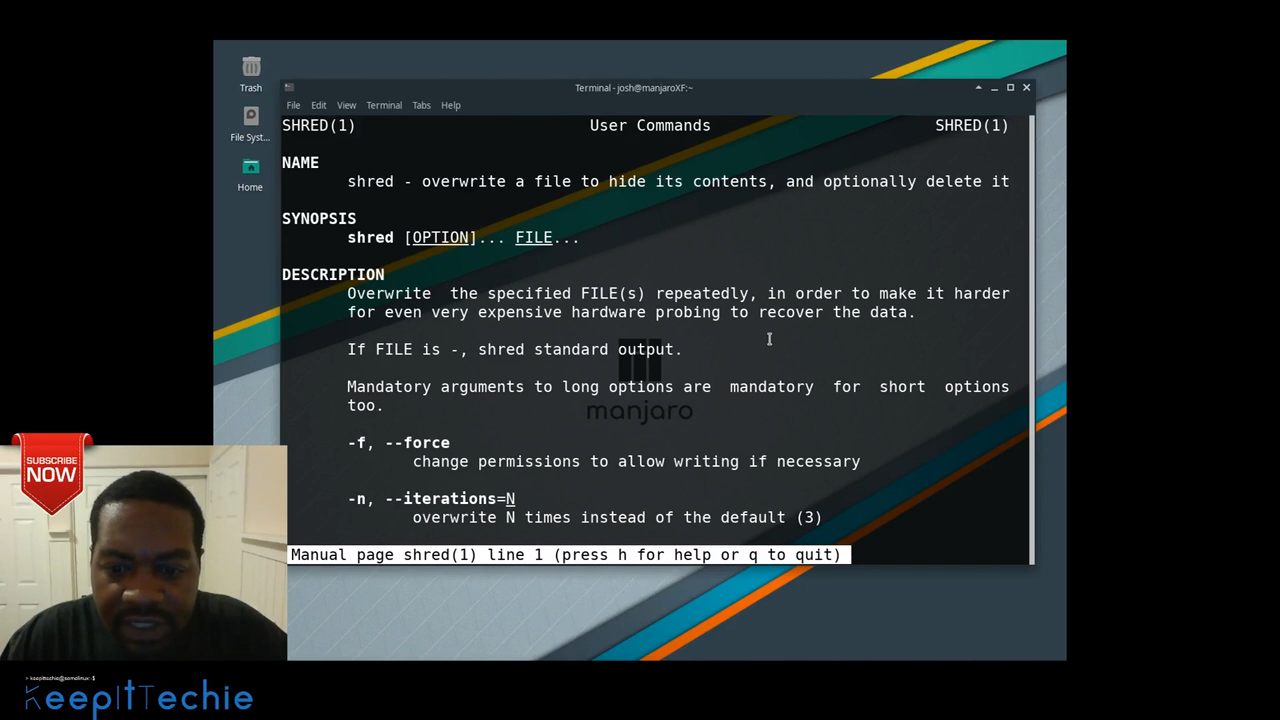 Trash
File Syst...
Home
Terminal - josh@manjaroXF:~
File Edit View Terminal Tabs Help
SHRED(1) User Commands SHRED(1)
NAME
shred - overwrite a file to hide its contents, and optionally delete it
SYNOPSIS
shred [OPTION]... FILE...
DESCRIPTION
Overwrite the specified FILE(s) repeatedly, in order to make it harder
for even very expensive hardware probing to recover the data.
If FILE is -, shred standard output.
Mandatory arguments to long options are mandatory for short options
too.
manjaro
-f, --force
change permissions to allow writing if necessary
-n, --iterations=N
overwrite N times instead of the default (3)
Manual page shred(1) line 1 (press h for help or q to quit)
SUBSCRIBE
NOW
> keepittechie@somelinux:~$
KeepItTechie